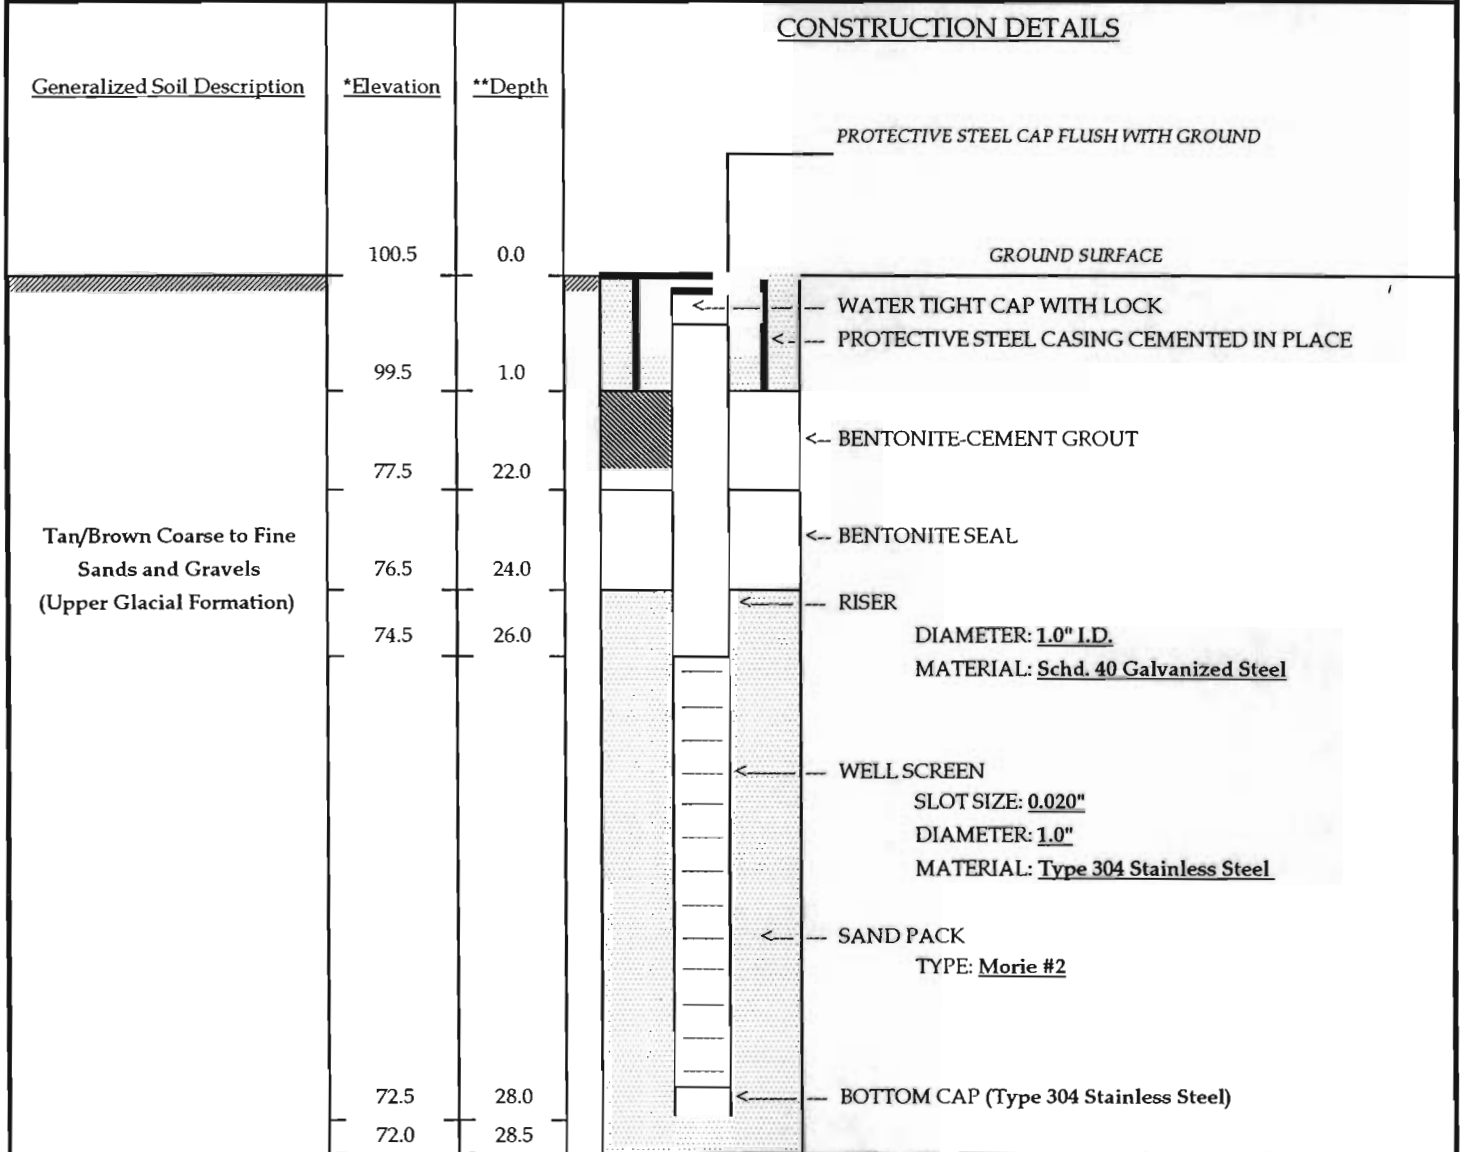 CONSTRUCTION DETAILS
Generalized Soil Description *Elevation **Depth
PROTECTIVE STEEL CAP FLUSH WITH GROUND
100.5 0.0 GROUND SURFACE
WATER TIGHT CAP WITH LOCK
PROTECTIVE STEEL CASING CEMENTED IN PLACE
99.5 1.0
BENTONITE-CEMENT GROUT
77.5 22.0
Tan/Brown Coarse to Fine BENTONITE SEAL
Sands and Gravels 76.5 24.0
(Upper Glacial Formation) RISER
74.5 26.0 DIAMETER: 1.0" I.D.
MATERIAL: Schd. 40 Galvanized Steel
WELL SCREEN
SLOT SIZE: 0.020"
DIAMETER: 1.0"
MATERIAL: Type 304 Stainless Steel
SAND PACK
TYPE: Morie #2
72.5 28.0 BOTTOM CAP (Type 304 Stainless Steel)
72.0 28.5